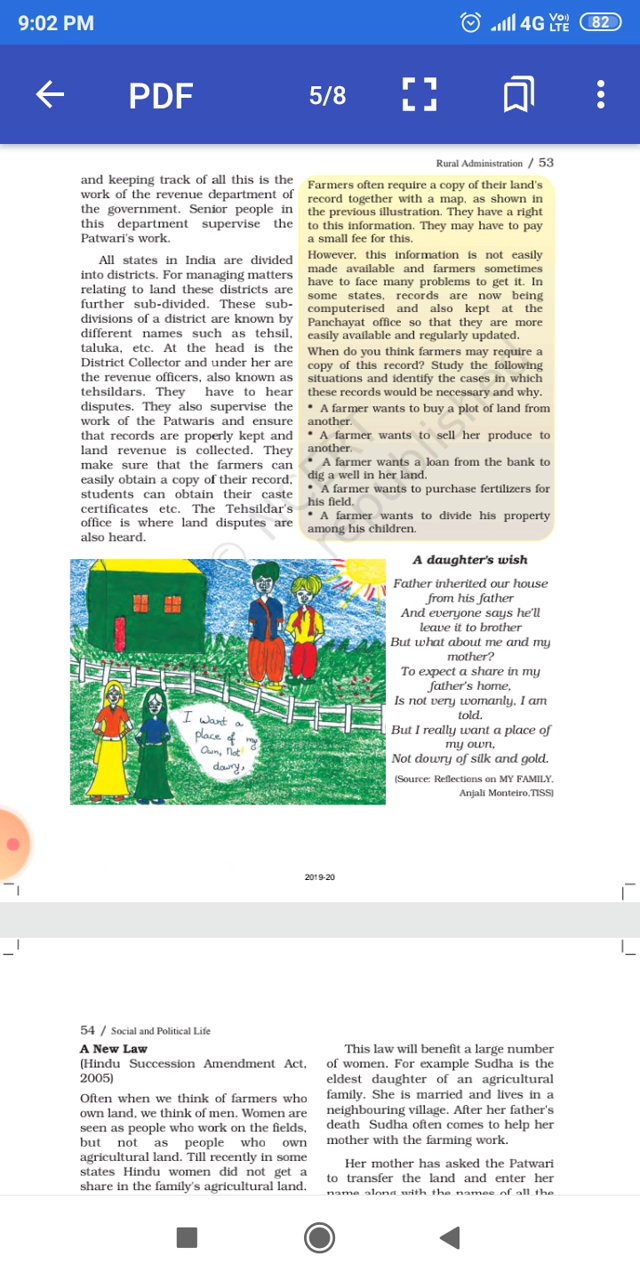 9:02 PM
4G
Vo))
LTE
82
PDF
5/8
Rural Administration / 53
and keeping track of all this is the
work of the revenue department of
the government. Senior people in
this department supervise the
Patwari's work.
All states in India are divided
into districts. For managing matters
relating to land these districts are
further sub-divided. These sub-
divisions of a district are known by
different names such as tehsil,
taluka, etc. At the head is the
District Collector and under her are
the revenue officers, also known as
tehsildars. They have to hear
disputes. They also supervise the
work of the Patwaris and ensure
that records are properly kept and
land revenue is collected. They
make sure that the farmers can
easily obtain a copy of their record,
students can obtain their caste
certificates etc. The Tehsildar's
office is where land disputes are
also heard.
Farmers often require a copy of their land's
record together with a map, as shown in
the previous illustration. They have a right
to this information. They may have to pay
a small fee for this.
However, this information is not easily
made available and farmers sometimes
have to face many problems to get it. In
some states, records are now being
computerised and also kept at the
Panchayat office so that they are more
easily available and regularly updated.
When do you think farmers may require a
copy of this record? Study the following
situations and identify the cases in which
these records would be necessary and why.
* A farmer wants to buy a plot of land from
another.
* A farmer wants to sell her produce to
another.
* A farmer wants a loan from the bank to
dig a well in her land.
* A farmer wants to purchase fertilizers for
his field.
* A farmer wants to divide his property
among his children.
© NCERT
republished
I want a
place of my
own, not
dowry,
A daughter's wish
Father inherited our house
from his father
And everyone says he'll
leave it to brother
But what about me and my
mother?
To expect a share in my
father's home,
Is not very womanly, I am
told.
But I really want a place of
my own,
Not dowry of silk and gold.
(Source: Reflections on MY FAMILY,
Anjali Monteiro,TISS)
2019-20
54 / Social and Political Life
A New Law
(Hindu Succession Amendment Act,
2005)
Often when we think of farmers who
own land, we think of men. Women are
seen as people who work on the fields,
but not as people who own
agricultural land. Till recently in some
states Hindu women did not get a
share in the family's agricultural land.
This law will benefit a large number
of women. For example Sudha is the
eldest daughter of an agricultural
family. She is married and lives in a
neighbouring village. After her father's
death Sudha often comes to help her
mother with the farming work.
Her mother has asked the Patwari
to transfer the land and enter her
name along with the names of all the